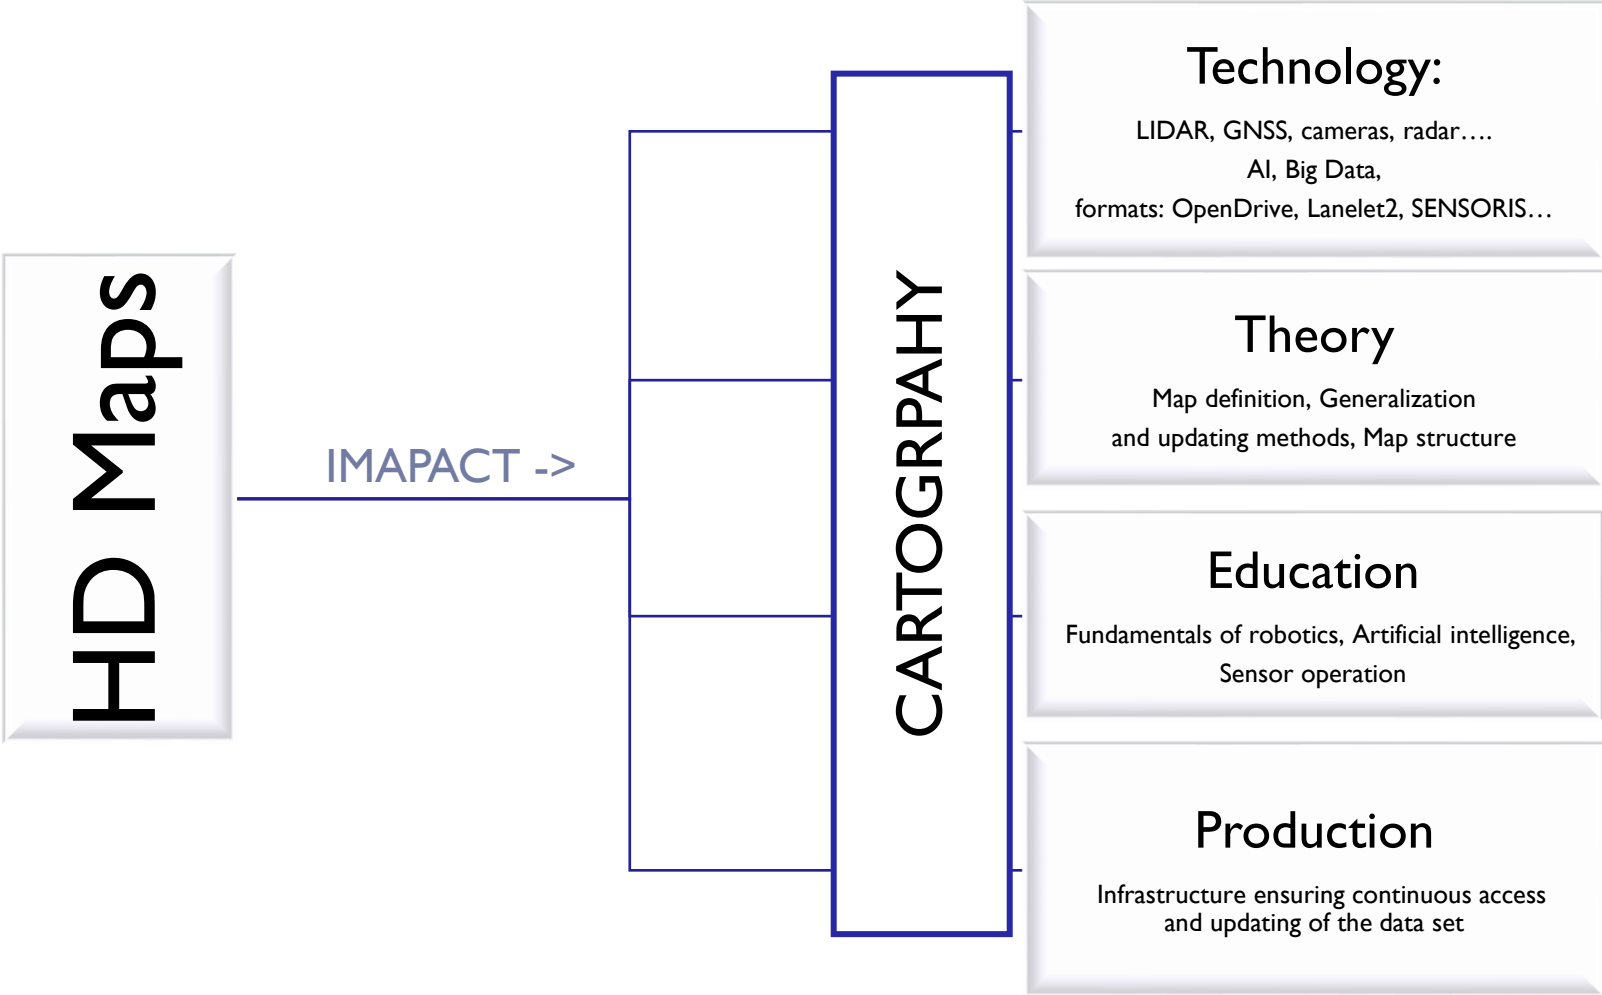 HD Maps
IMAPACT ->
CARTOGRPAHY
Technology:
LIDAR, GNSS, cameras, radar….
AI, Big Data,
formats: OpenDrive, Lanelet2, SENSORIS…
Theory
Map definition, Generalization
and updating methods, Map structure
Education
Fundamentals of robotics, Artificial intelligence,
Sensor operation
Production
Infrastructure ensuring continuous access
and updating of the data set